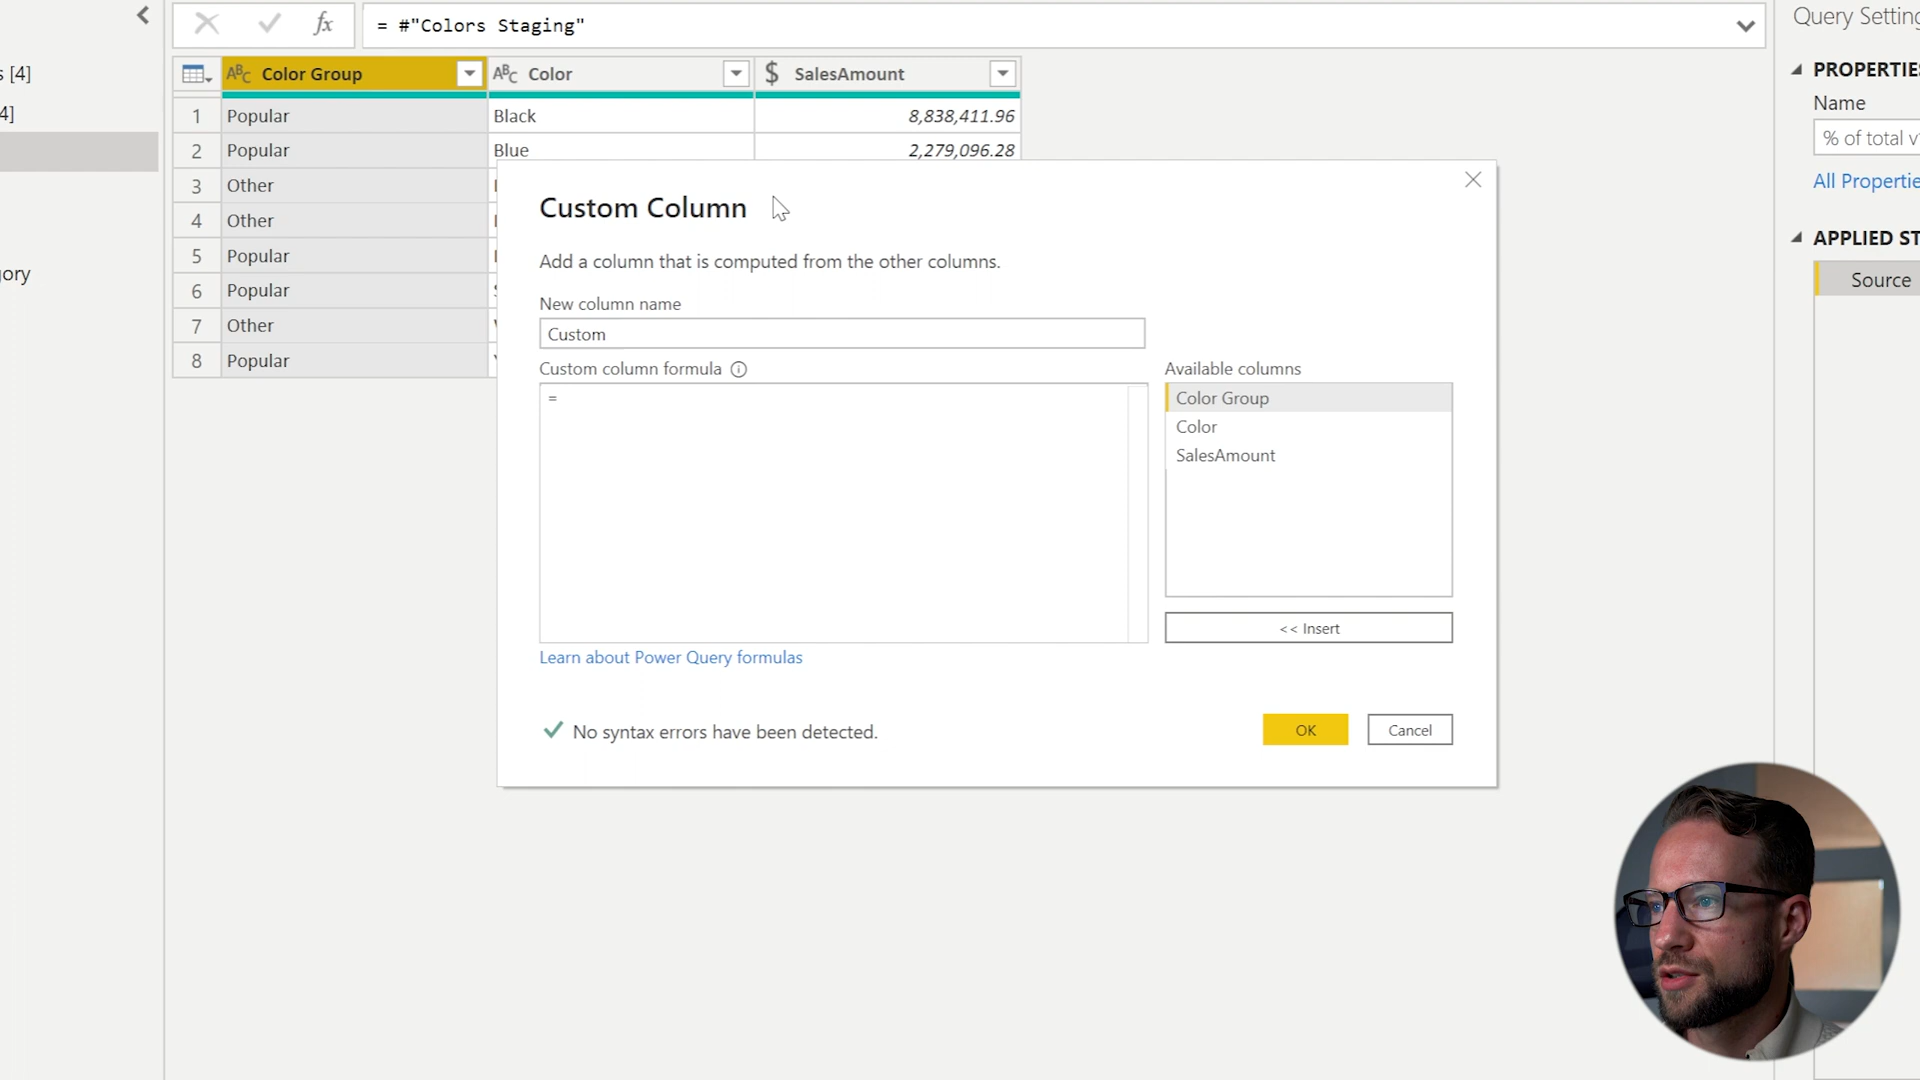 = #"Colors Staging"
Query Setting
s [4]
4]
ory
ABC Color Group
ABC Color
$ SalesAmount
1 Popular Black 8,838,411.96
2 Popular Blue 2,279,096.28
3 Other
4 Other
5 Popular
6 Popular
7 Other
8 Popular
Custom Column
Add a column that is computed from the other columns.
New column name
Custom
Custom column formula
=
Available columns
Color Group
Color
SalesAmount
<< Insert
Learn about Power Query formulas
No syntax errors have been detected.
OK
Cancel
PROPERTIES
Name
% of total v
All Propertie
APPLIED ST
Source